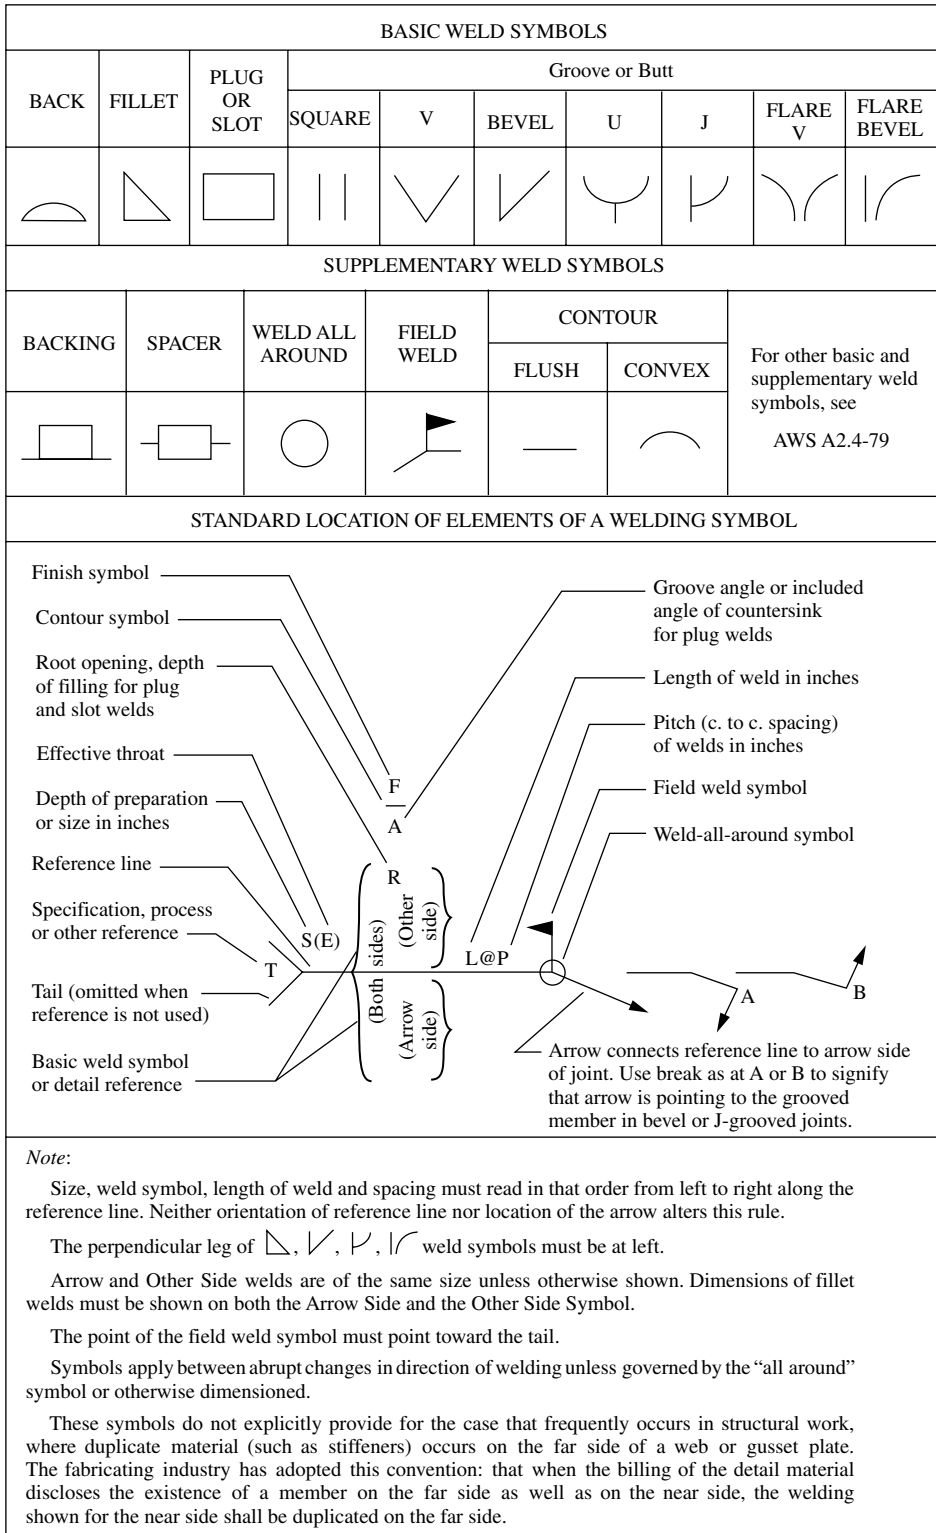 BASIC WELD SYMBOLS
BACK
FILLET
PLUG
OR
SLOT
Groove or Butt
SQUARE
V
BEVEL
U
J
FLARE
V
FLARE
BEVEL
SUPPLEMENTARY WELD SYMBOLS
BACKING
SPACER
WELD ALL
AROUND
FIELD
WELD
CONTOUR
FLUSH
CONVEX
For other basic and
supplementary weld
symbols, see
AWS A2.4-79
STANDARD LOCATION OF ELEMENTS OF A WELDING SYMBOL
Finish symbol
Contour symbol
Root opening, depth
of filling for plug
and slot welds
Effective throat
Depth of preparation
or size in inches
Reference line
Specification, process
or other reference
Tail (omitted when
reference is not used)
Basic weld symbol
or detail reference
F
A
R
S(E)
T
(Both sides)
(Other
side)
(Arrow
side)
L@P
Groove angle or included
angle of countersink
for plug welds
Length of weld in inches
Pitch (c. to c. spacing)
of welds in inches
Field weld symbol
Weld-all-around symbol
A
B
Arrow connects reference line to arrow side
of joint. Use break as at A or B to signify
that arrow is pointing to the grooved
member in bevel or J-grooved joints.
Note:
Size, weld symbol, length of weld and spacing must read in that order from left to right along the
reference line. Neither orientation of reference line nor location of the arrow alters this rule.
The perpendicular leg of , , , weld symbols must be at left.
Arrow and Other Side welds are of the same size unless otherwise shown. Dimensions of fillet
welds must be shown on both the Arrow Side and the Other Side Symbol.
The point of the field weld symbol must point toward the tail.
Symbols apply between abrupt changes in direction of welding unless governed by the “all around”
symbol or otherwise dimensioned.
These symbols do not explicitly provide for the case that frequently occurs in structural work,
where duplicate material (such as stiffeners) occurs on the far side of a web or gusset plate.
The fabricating industry has adopted this convention: that when the billing of the detail material
discloses the existence of a member on the far side as well as on the near side, the welding
shown for the near side shall be duplicated on the far side.